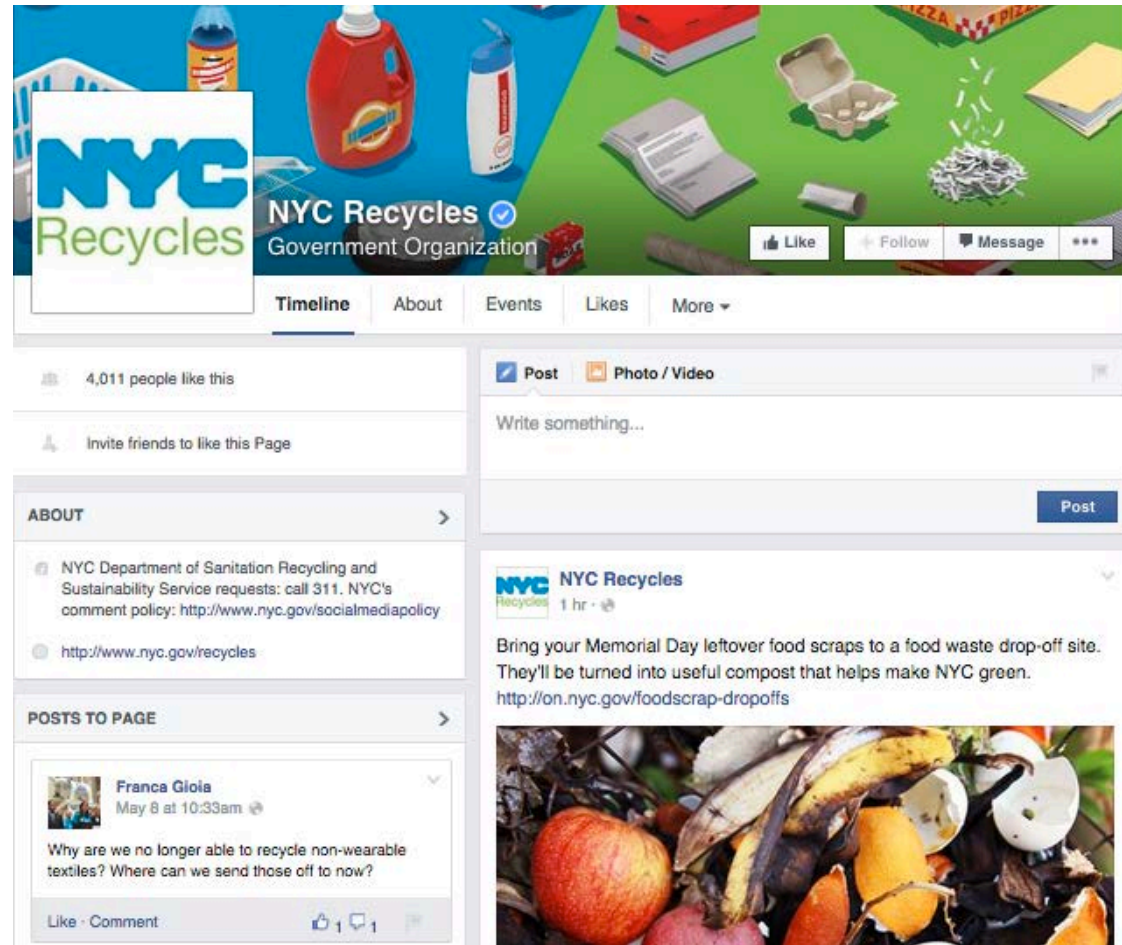 PIZZA PIZZ
NYC
Recycles
NYC Recycles
Government Organization
Like
Follow
Message
Timeline
About
Events
Likes
More
4,011 people like this
Invite friends to like this Page
ABOUT
NYC Department of Sanitation Recycling and
Sustainability Service requests: call 311. NYC's
comment policy: http://www.nyc.gov/socialmediapolicy
http://www.nyc.gov/recycles
POSTS TO PAGE
Franca Gioia
May 8 at 10:33am
Why are we no longer able to recycle non-wearable
textiles? Where can we send those off to now?
Like · Comment
1 1
Post
Photo / Video
Write something...
Post
NYC
Recycles
NYC Recycles
1 hr ·
Bring your Memorial Day leftover food scraps to a food waste drop-off site.
They'll be turned into useful compost that helps make NYC green.
http://on.nyc.gov/foodscrap-dropoffs